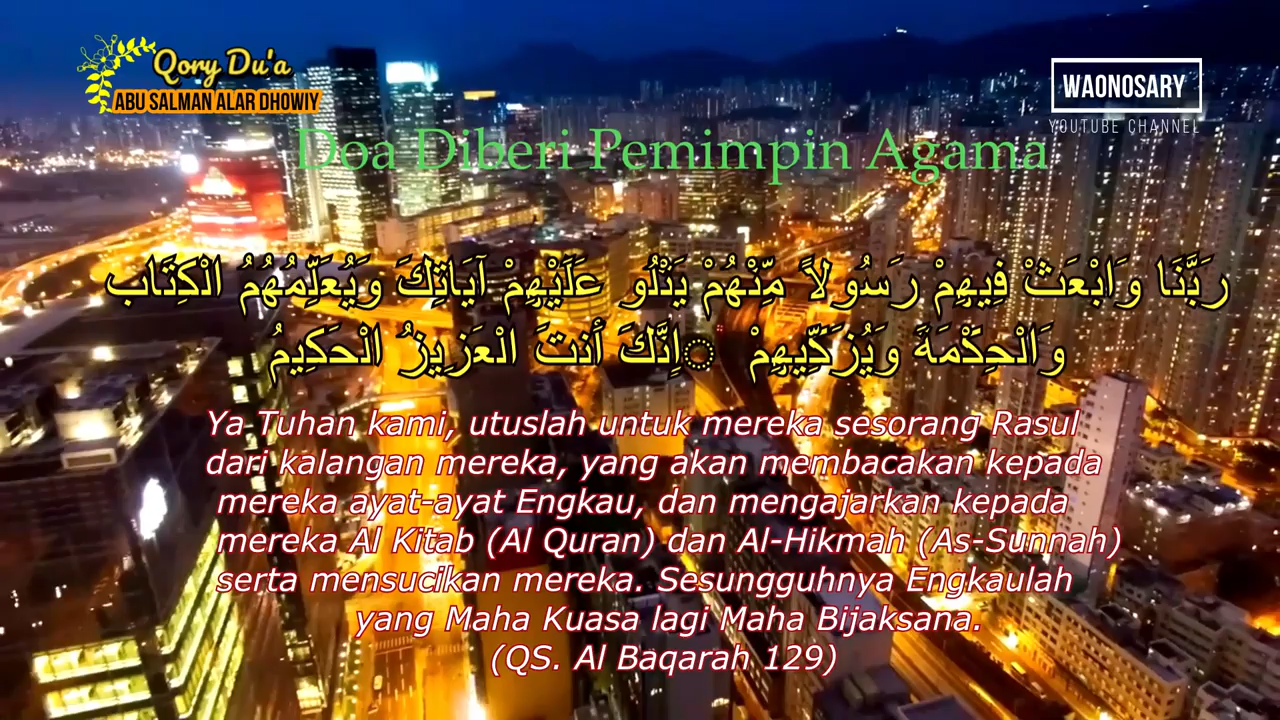 Qory Du'a
ABU SALMAN ALAR DHOWIY
WAONOSARY
YOUTUBE CHANNEL
Doa Diberi Pemimpin Agama
رَبَّنَا وَابْعَثْ فِيهِمْ رَسُولاً مِّنْهُمْ يَتْلُو عَلَيْهِمْ آيَاتِكَ وَيُعَلِّمُهُمُ الْكِتَاب
وَالْحِكْمَةَ وَيُزَكِّيهِمْ ۚ اِنَّكَ أَنتَ الْعَزِيزُ الْحَكِيمُ
Ya Tuhan kami, utuslah untuk mereka sesorang Rasul
dari kalangan mereka, yang akan membacakan kepada
mereka ayat-ayat Engkau, dan mengajarkan kepada
mereka Al Kitab (Al Quran) dan Al-Hikmah (As-Sunnah)
serta mensucikan mereka. Sesungguhnya Engkaulah
yang Maha Kuasa lagi Maha Bijaksana.
(QS. Al Baqarah 129)